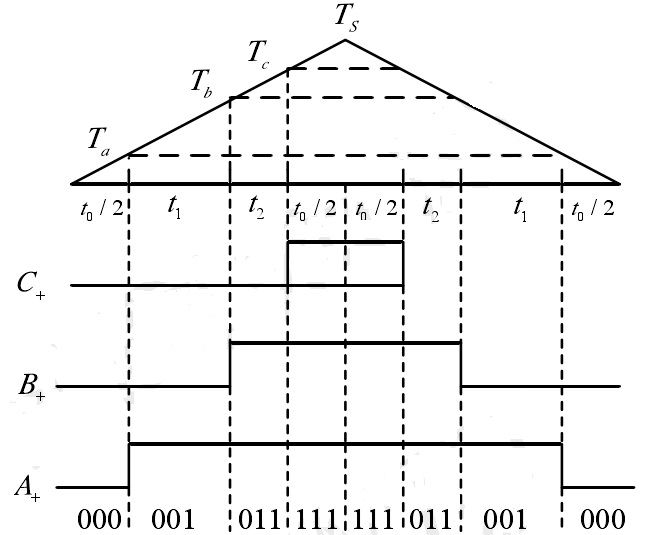 T_S
T_c
T_b
T_a
t_0 / 2 t_1 t_2 t_0 / 2 t_0 / 2 t_2 t_1 t_0 / 2
C_+
B_+
A_+
000 001 011 111 111 011 001 000